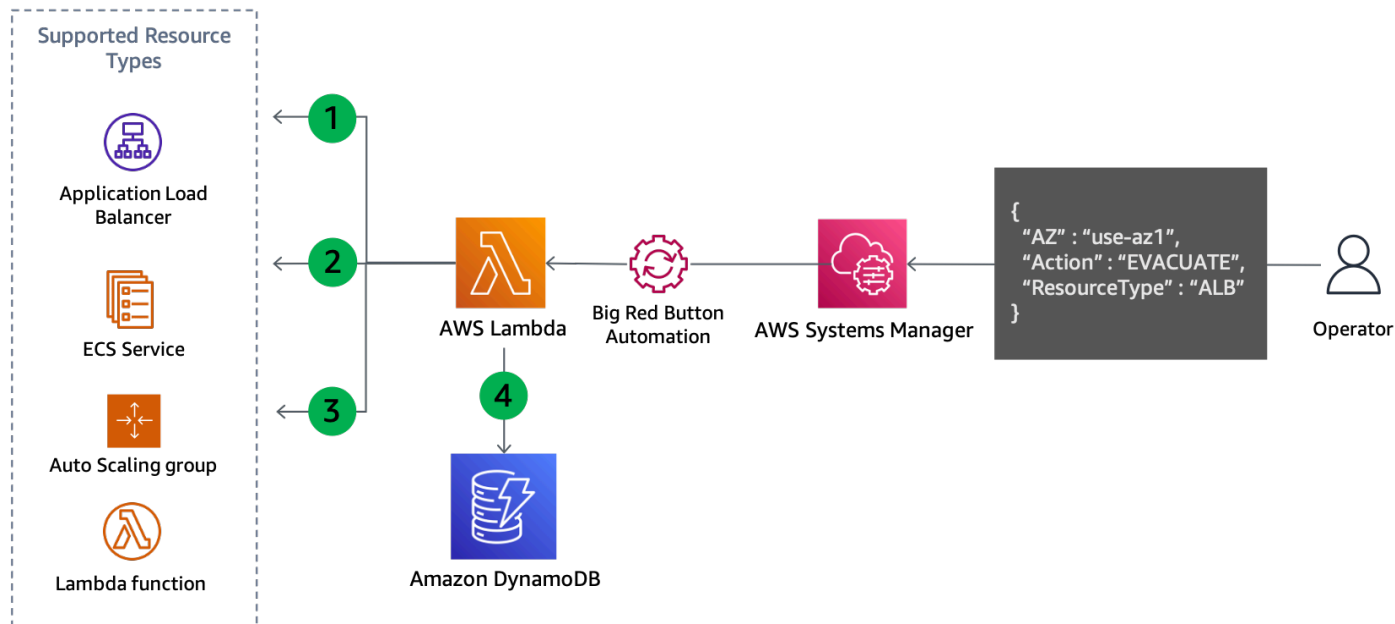 Supported Resource
Types
Application Load
Balancer
ECS Service
Auto Scaling group
Lambda function
1
2
3
AWS Lambda
4
Amazon DynamoDB
Big Red Button
Automation
AWS Systems Manager
{
“AZ” : “use-az1”,
“Action” : “EVACUATE”,
“ResourceType” : “ALB”
}
Operator